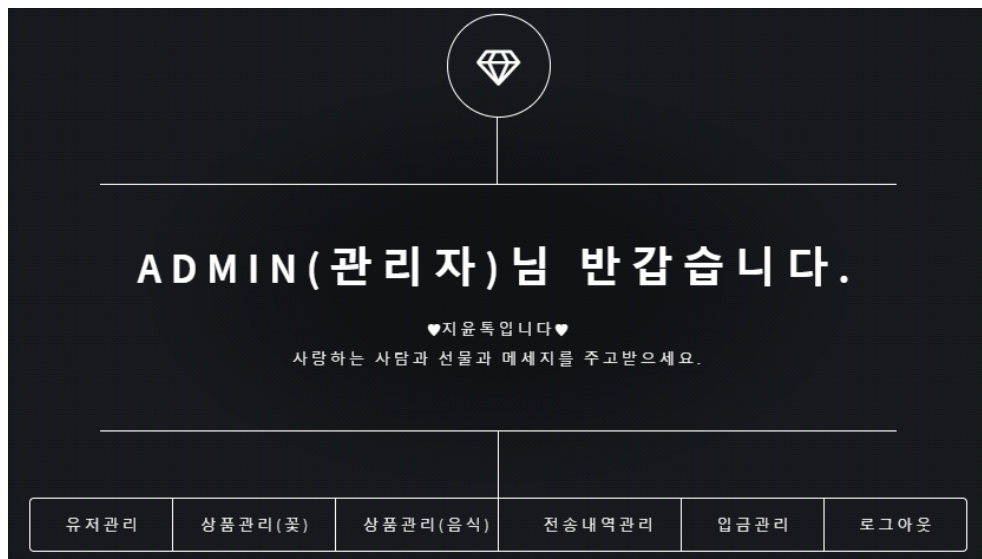 ADMIN(관리자)님 반갑습니다.
♥지윤톡입니다♥
사랑하는 사담과 선물과 메세지를 주고받으세요.
유저관리 상품관리(꽃) 상품관리(음식) 전송내역관리 입금관리 로그아웃